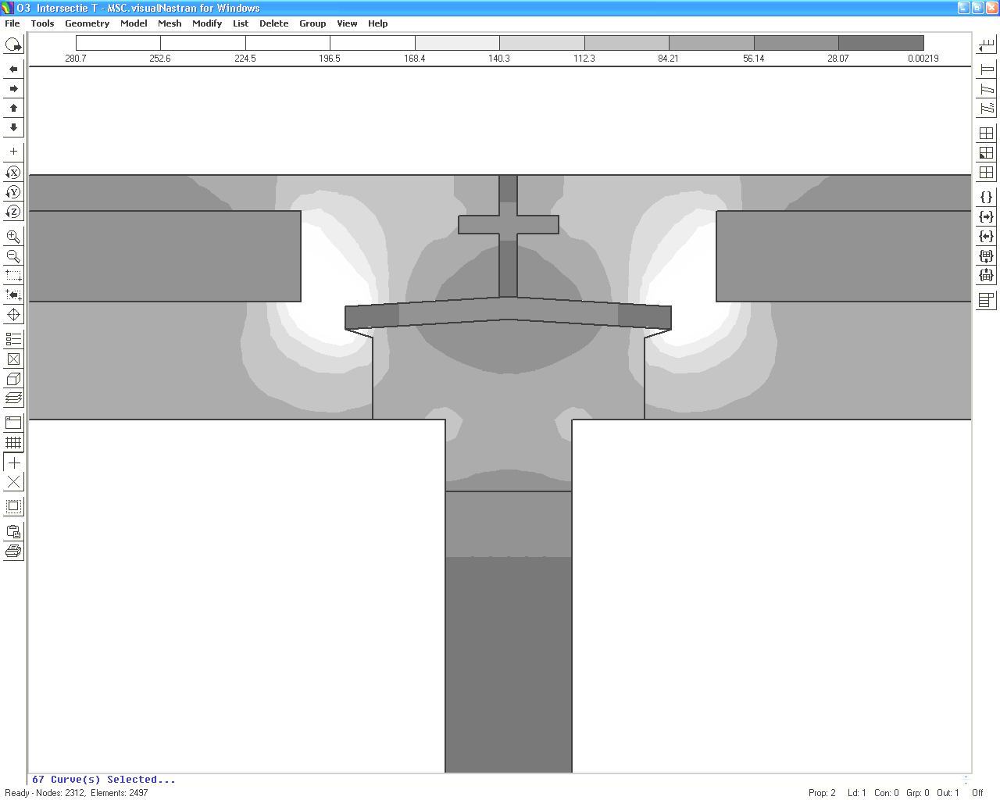 O3 Intersectie T - MSC.visualNastran for Windows
File Tools Geometry Model Mesh Modify List Delete Group View Help
280.7 252.6 224.5 196.5 168.4 140.3 112.3 84.21 56.14 28.07 0.00219
X
Y
Z
67 Curve(s) Selected...
Ready - Nodes: 2312, Elements: 2497 Prop: 2 Ld: 1 Con: 0 Grp: 0 Out: 1 Off